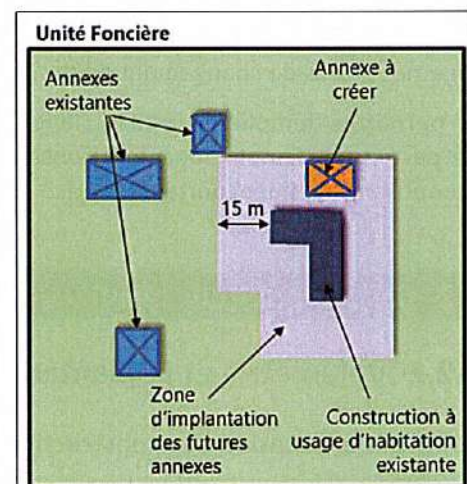 Unité Foncière
Annexes
existantes
Annexe à
créer
15 m
Zone
d'implantation
des futures
annexes
Construction à
usage d'habitation
existante